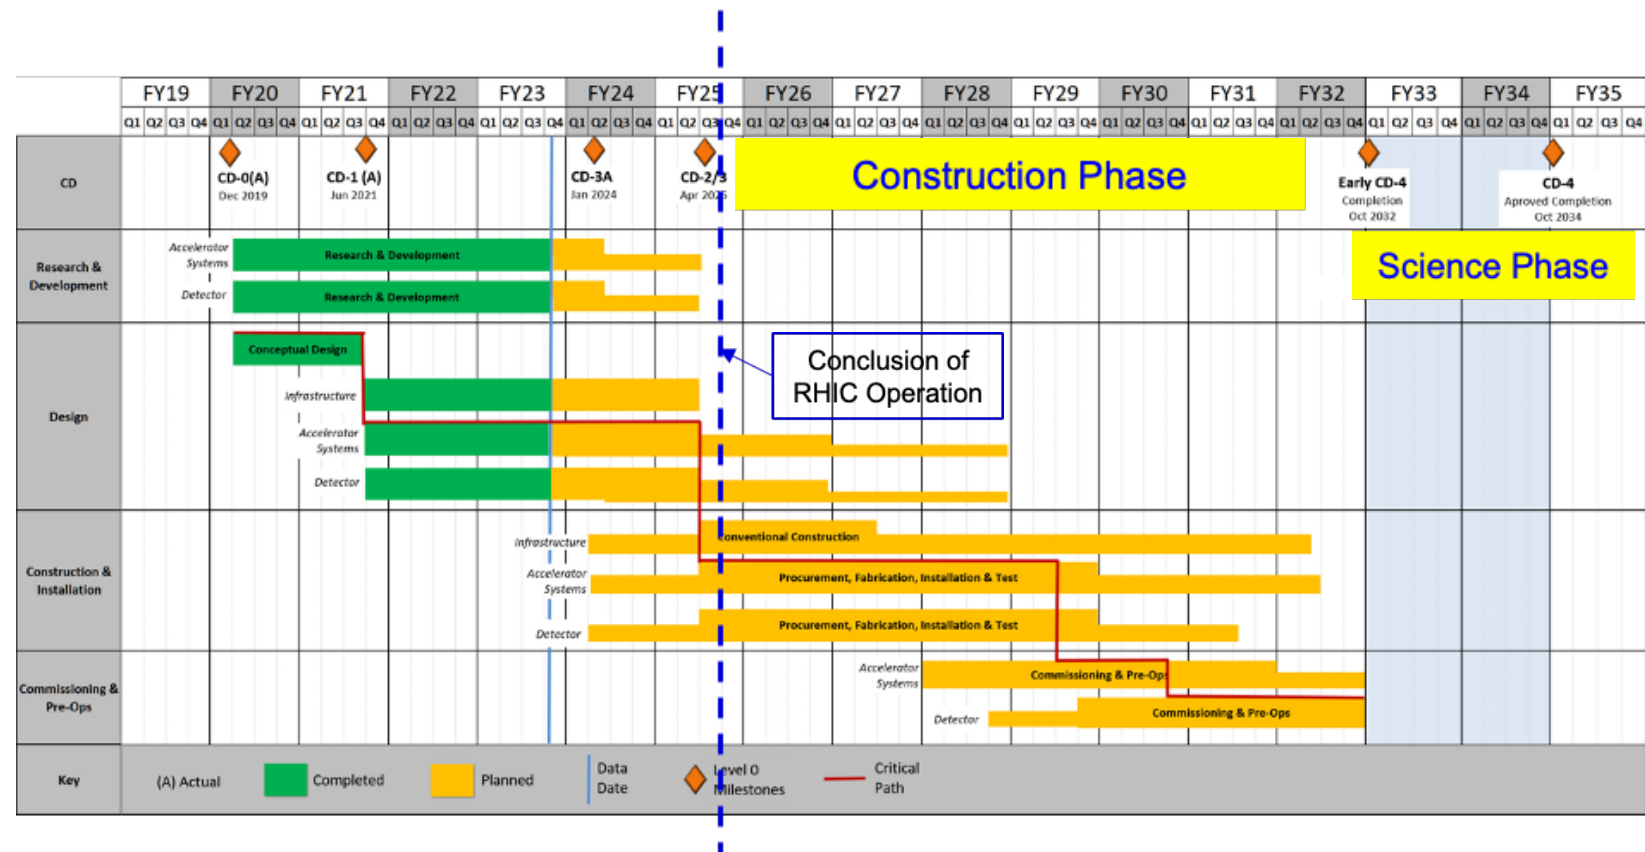 FY19 FY20 FY21 FY22 FY23 FY24 FY25 FY26 FY27 FY28 FY29 FY30 FY31 FY32 FY33 FY34 FY35
Q1 Q2 Q3 Q4 Q1 Q2 Q3 Q4 Q1 Q2 Q3 Q4 Q1 Q2 Q3 Q4 Q1 Q2 Q3 Q4 Q1 Q2 Q3 Q4 Q1 Q2 Q3 Q4 Q1 Q2 Q3 Q4 Q1 Q2 Q3 Q4 Q1 Q2 Q3 Q4 Q1 Q2 Q3 Q4 Q1 Q2 Q3 Q4 Q1 Q2 Q3 Q4 Q1 Q2 Q3 Q4 Q1 Q2 Q3 Q4 Q1 Q2 Q3 Q4 Q1 Q2 Q3 Q4
CD
CD-0(A)
Dec 2019
CD-1 (A)
Jun 2021
CD-3A
Jan 2024
CD-2/3
Apr 2025
Construction Phase
Early CD-4
Completion
Oct 2032
CD-4
Aproved Completion
Oct 2034
Research &
Development
Accelerator
Systems
Research & Development
Detector
Research & Development
Science Phase
Design
Conceptual Design
Infrastructure
Accelerator
Systems
Detector
Conclusion of
RHIC Operation
Construction &
Installation
Infrastructure
Conventional Construction
Accelerator
Systems
Procurement, Fabrication, Installation & Test
Detector
Procurement, Fabrication, Installation & Test
Commissioning &
Pre-Ops
Accelerator
Systems
Commissioning & Pre-Ops
Detector
Commissioning & Pre-Ops
Key
(A) Actual
Completed
Planned
Data
Date
Level 0
Milestones
Critical
Path